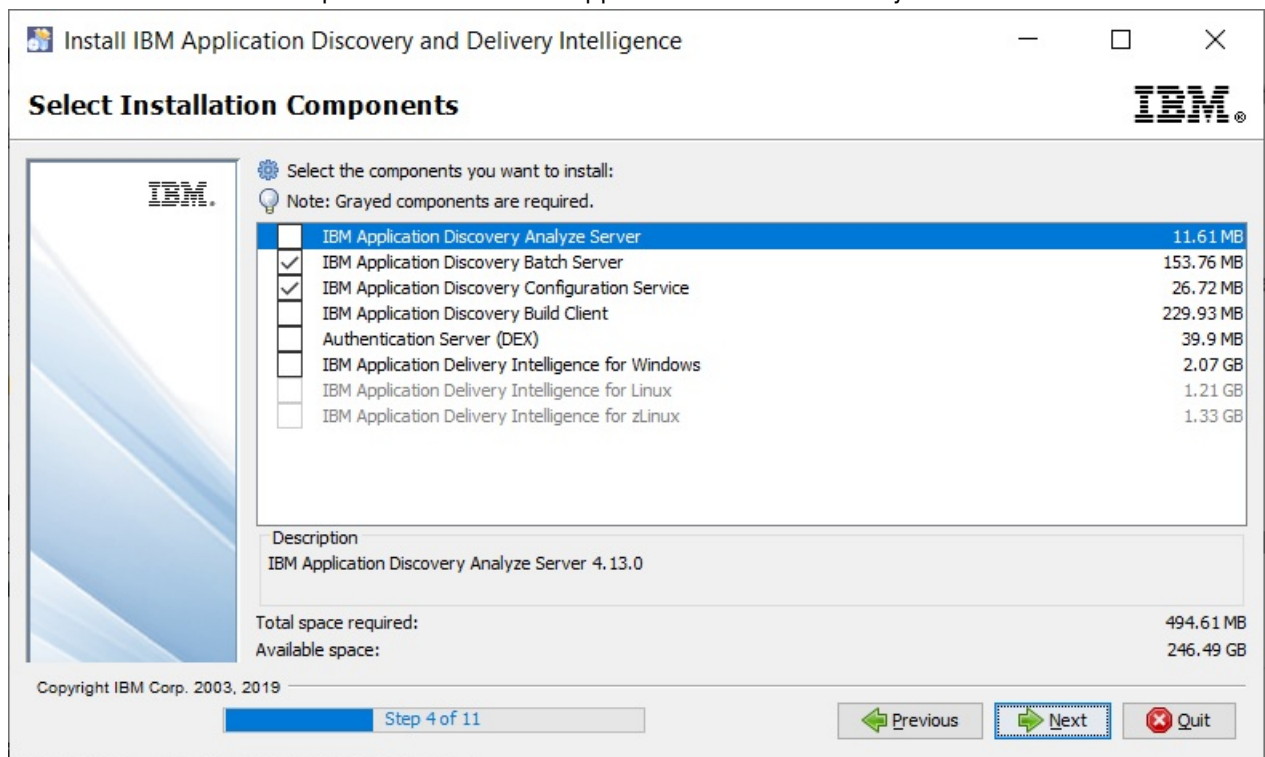 Install IBM Application Discovery and Delivery Intelligence
Select Installation Components
IBM®
IBM.
Select the components you want to install:
Note: Grayed components are required.
IBM Application Discovery Analyze Server 11.61 MB
IBM Application Discovery Batch Server 153.76 MB
IBM Application Discovery Configuration Service 26.72 MB
IBM Application Discovery Build Client 229.93 MB
Authentication Server (DEX) 39.9 MB
IBM Application Delivery Intelligence for Windows 2.07 GB
IBM Application Delivery Intelligence for Linux 1.21 GB
IBM Application Delivery Intelligence for zLinux 1.33 GB
Description
IBM Application Discovery Analyze Server 4.13.0
Total space required: 494.61 MB
Available space: 246.49 GB
Copyright IBM Corp. 2003, 2019
Step 4 of 11
Previous Next Quit